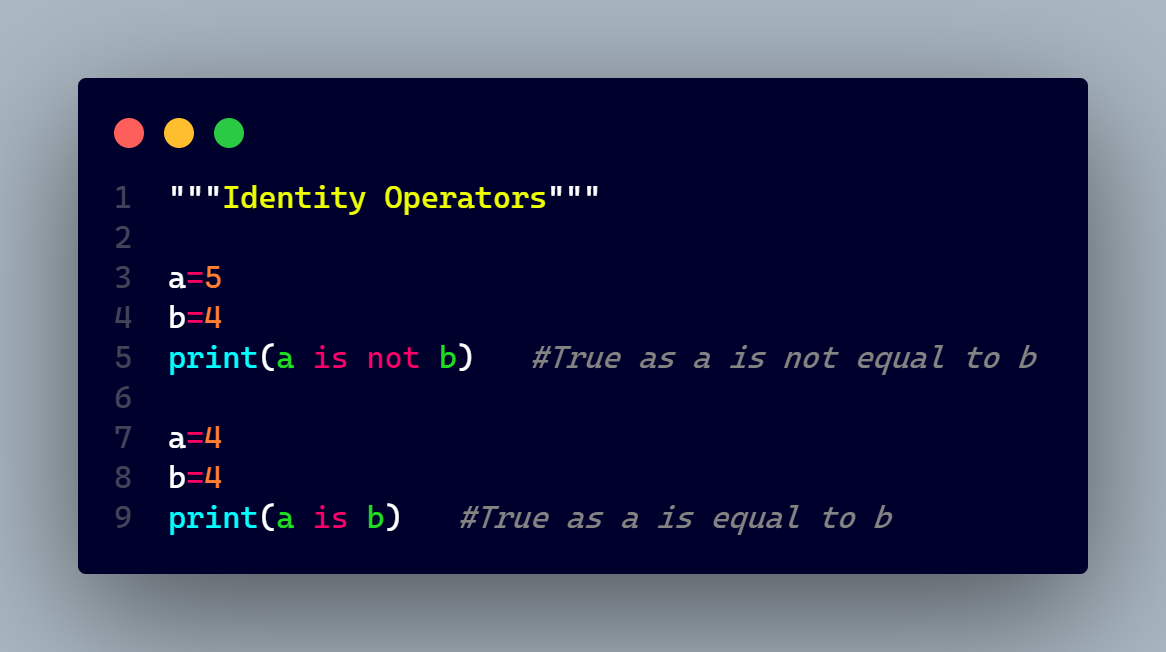 1 """Identity Operators"""
2
3 a=5
4 b=4
5 print(a is not b)   #True as a is not equal to b
6
7 a=4
8 b=4
9 print(a is b)   #True as a is equal to b